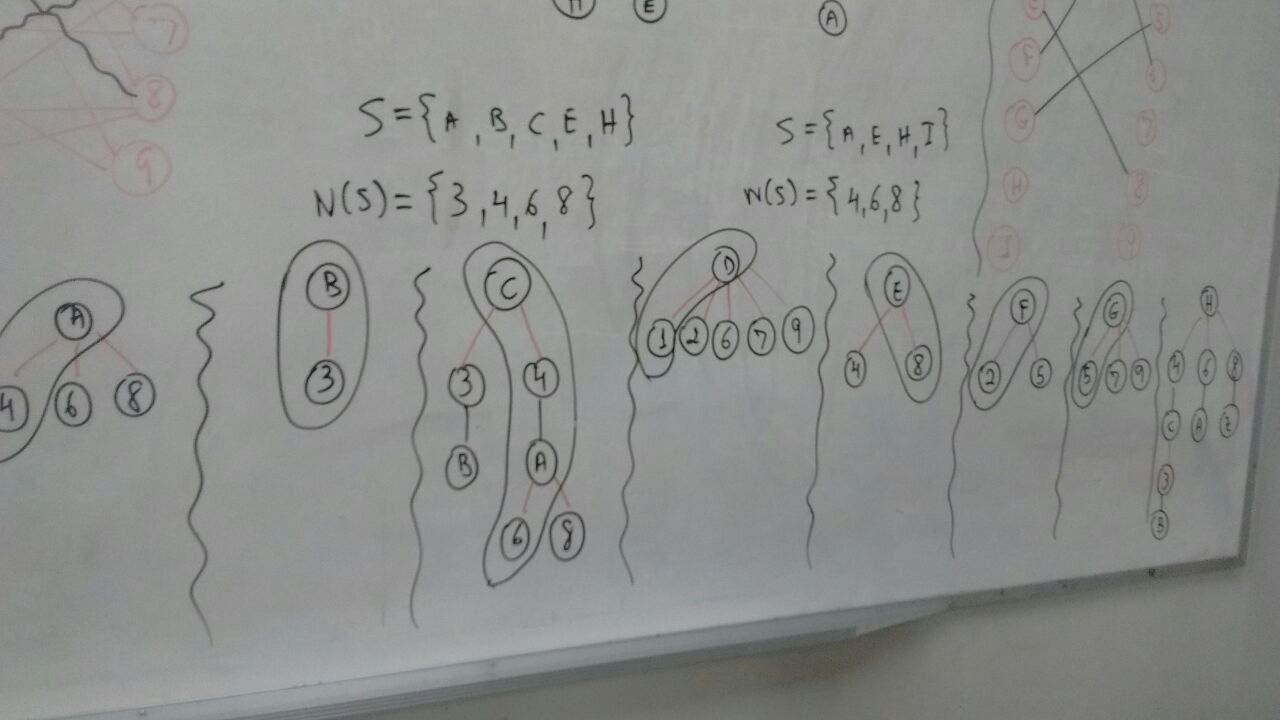 H E A
7 8 9
E F G H I
5 6 7 8 9
S={A, B, C, E, H}
N(S)={3,4,6,8}
S={A,E,H,I}
N(S)={4,6,8}
A
4 6 8
B
3
C
3 4
B A
6 8
D
1 2 6 7 9
E
4 8
F
2 5
G
5 7 9
H
4 6 8
C A E
3
B